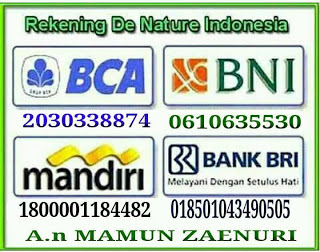 Rekening De Nature Indonesia
BCA
BNI
2030338874
0610635530
mandiri
BANK BRI
Melayani Dengan Setulus Hati
1800001184482
018501043490505
A.n MAMUN ZAENURI